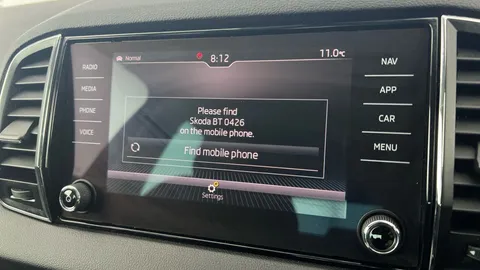 Normal
8:12
11.0°C
RADIO
MEDIA
PHONE
VOICE
Please find
Skoda BT 0426
on the mobile phone.
Find mobile phone
Settings
NAV
APP
CAR
MENU